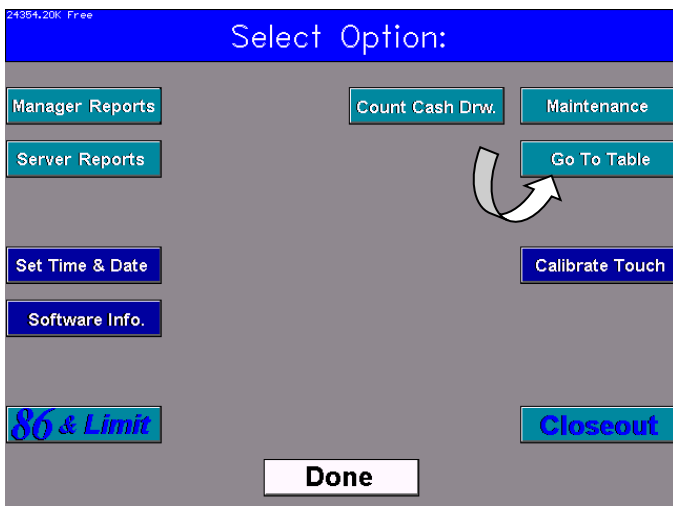 24354.20K Free
Select Option:
Manager Reports
Count Cash Drw.
Maintenance
Server Reports
Go To Table
Set Time & Date
Calibrate Touch
Software Info.
86 & Limit
Closeout
Done